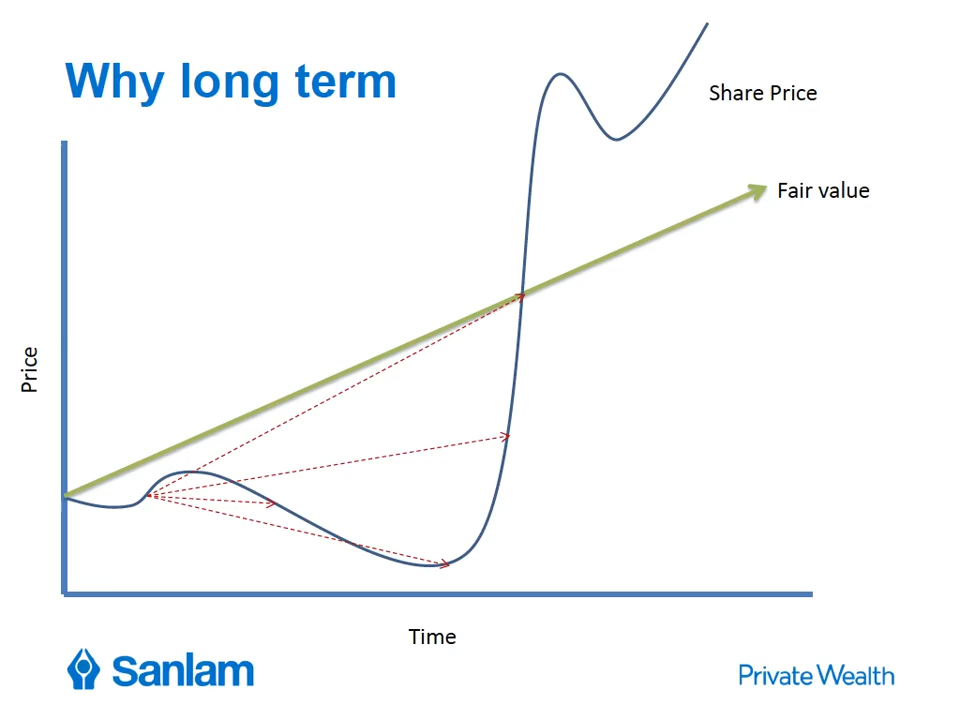 Why long term
Share Price
Fair value
Price
Time
Sanlam
Private Wealth